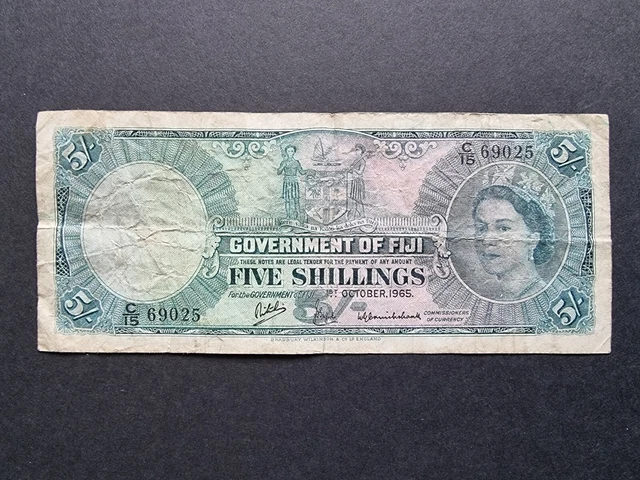 5/-
5/-
C/15 69025
GOVERNMENT OF FIJI
THESE NOTES ARE LEGAL TENDER FOR THE PAYMENT OF ANY AMOUNT
FIVE SHILLINGS
For the GOVERNMENT OF FIJI 1ST OCTOBER, 1965.
5/-
COMMISSIONERS
OF CURRENCY
C/15 69025
5/-
5/-
BRADBURY, WILKINSON & Co LD ENGLAND